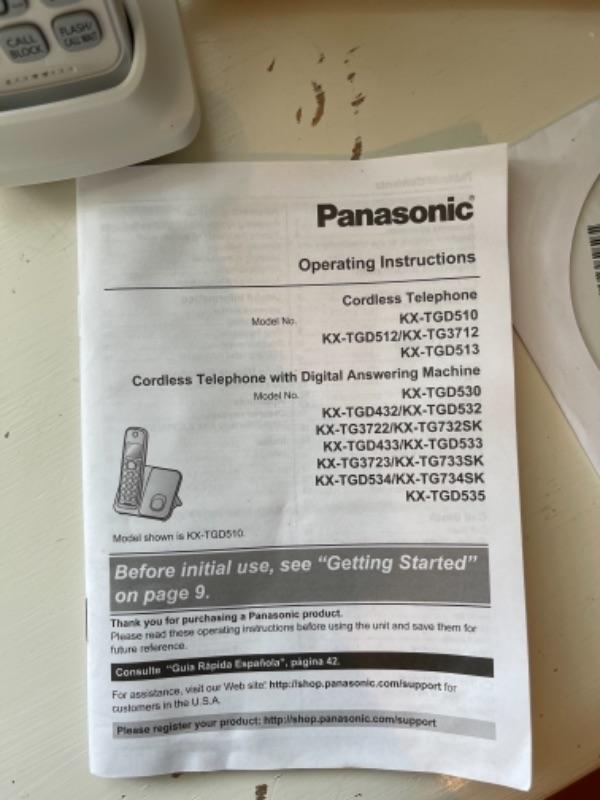 CALL
BLOCK
FLASH/
CALL WAIT
Panasonic®
Operating Instructions
Cordless Telephone
Model No. KX-TGD510
KX-TGD512/KX-TG3712
KX-TGD513
Cordless Telephone with Digital Answering Machine
Model No. KX-TGD530
KX-TGD432/KX-TGD532
KX-TG3722/KX-TG732SK
KX-TGD433/KX-TGD533
KX-TG3723/KX-TG733SK
KX-TGD534/KX-TG734SK
KX-TGD535
Model shown is KX-TGD510.
Before initial use, see “Getting Started”
on page 9.
Thank you for purchasing a Panasonic product.
Please read these operating instructions before using the unit and save them for
future reference.
Consulte “Guía Rápida Española”, página 42.
For assistance, visit our Web site: http://shop.panasonic.com/support for
customers in the U.S.A.
Please register your product: http://shop.panasonic.com/support